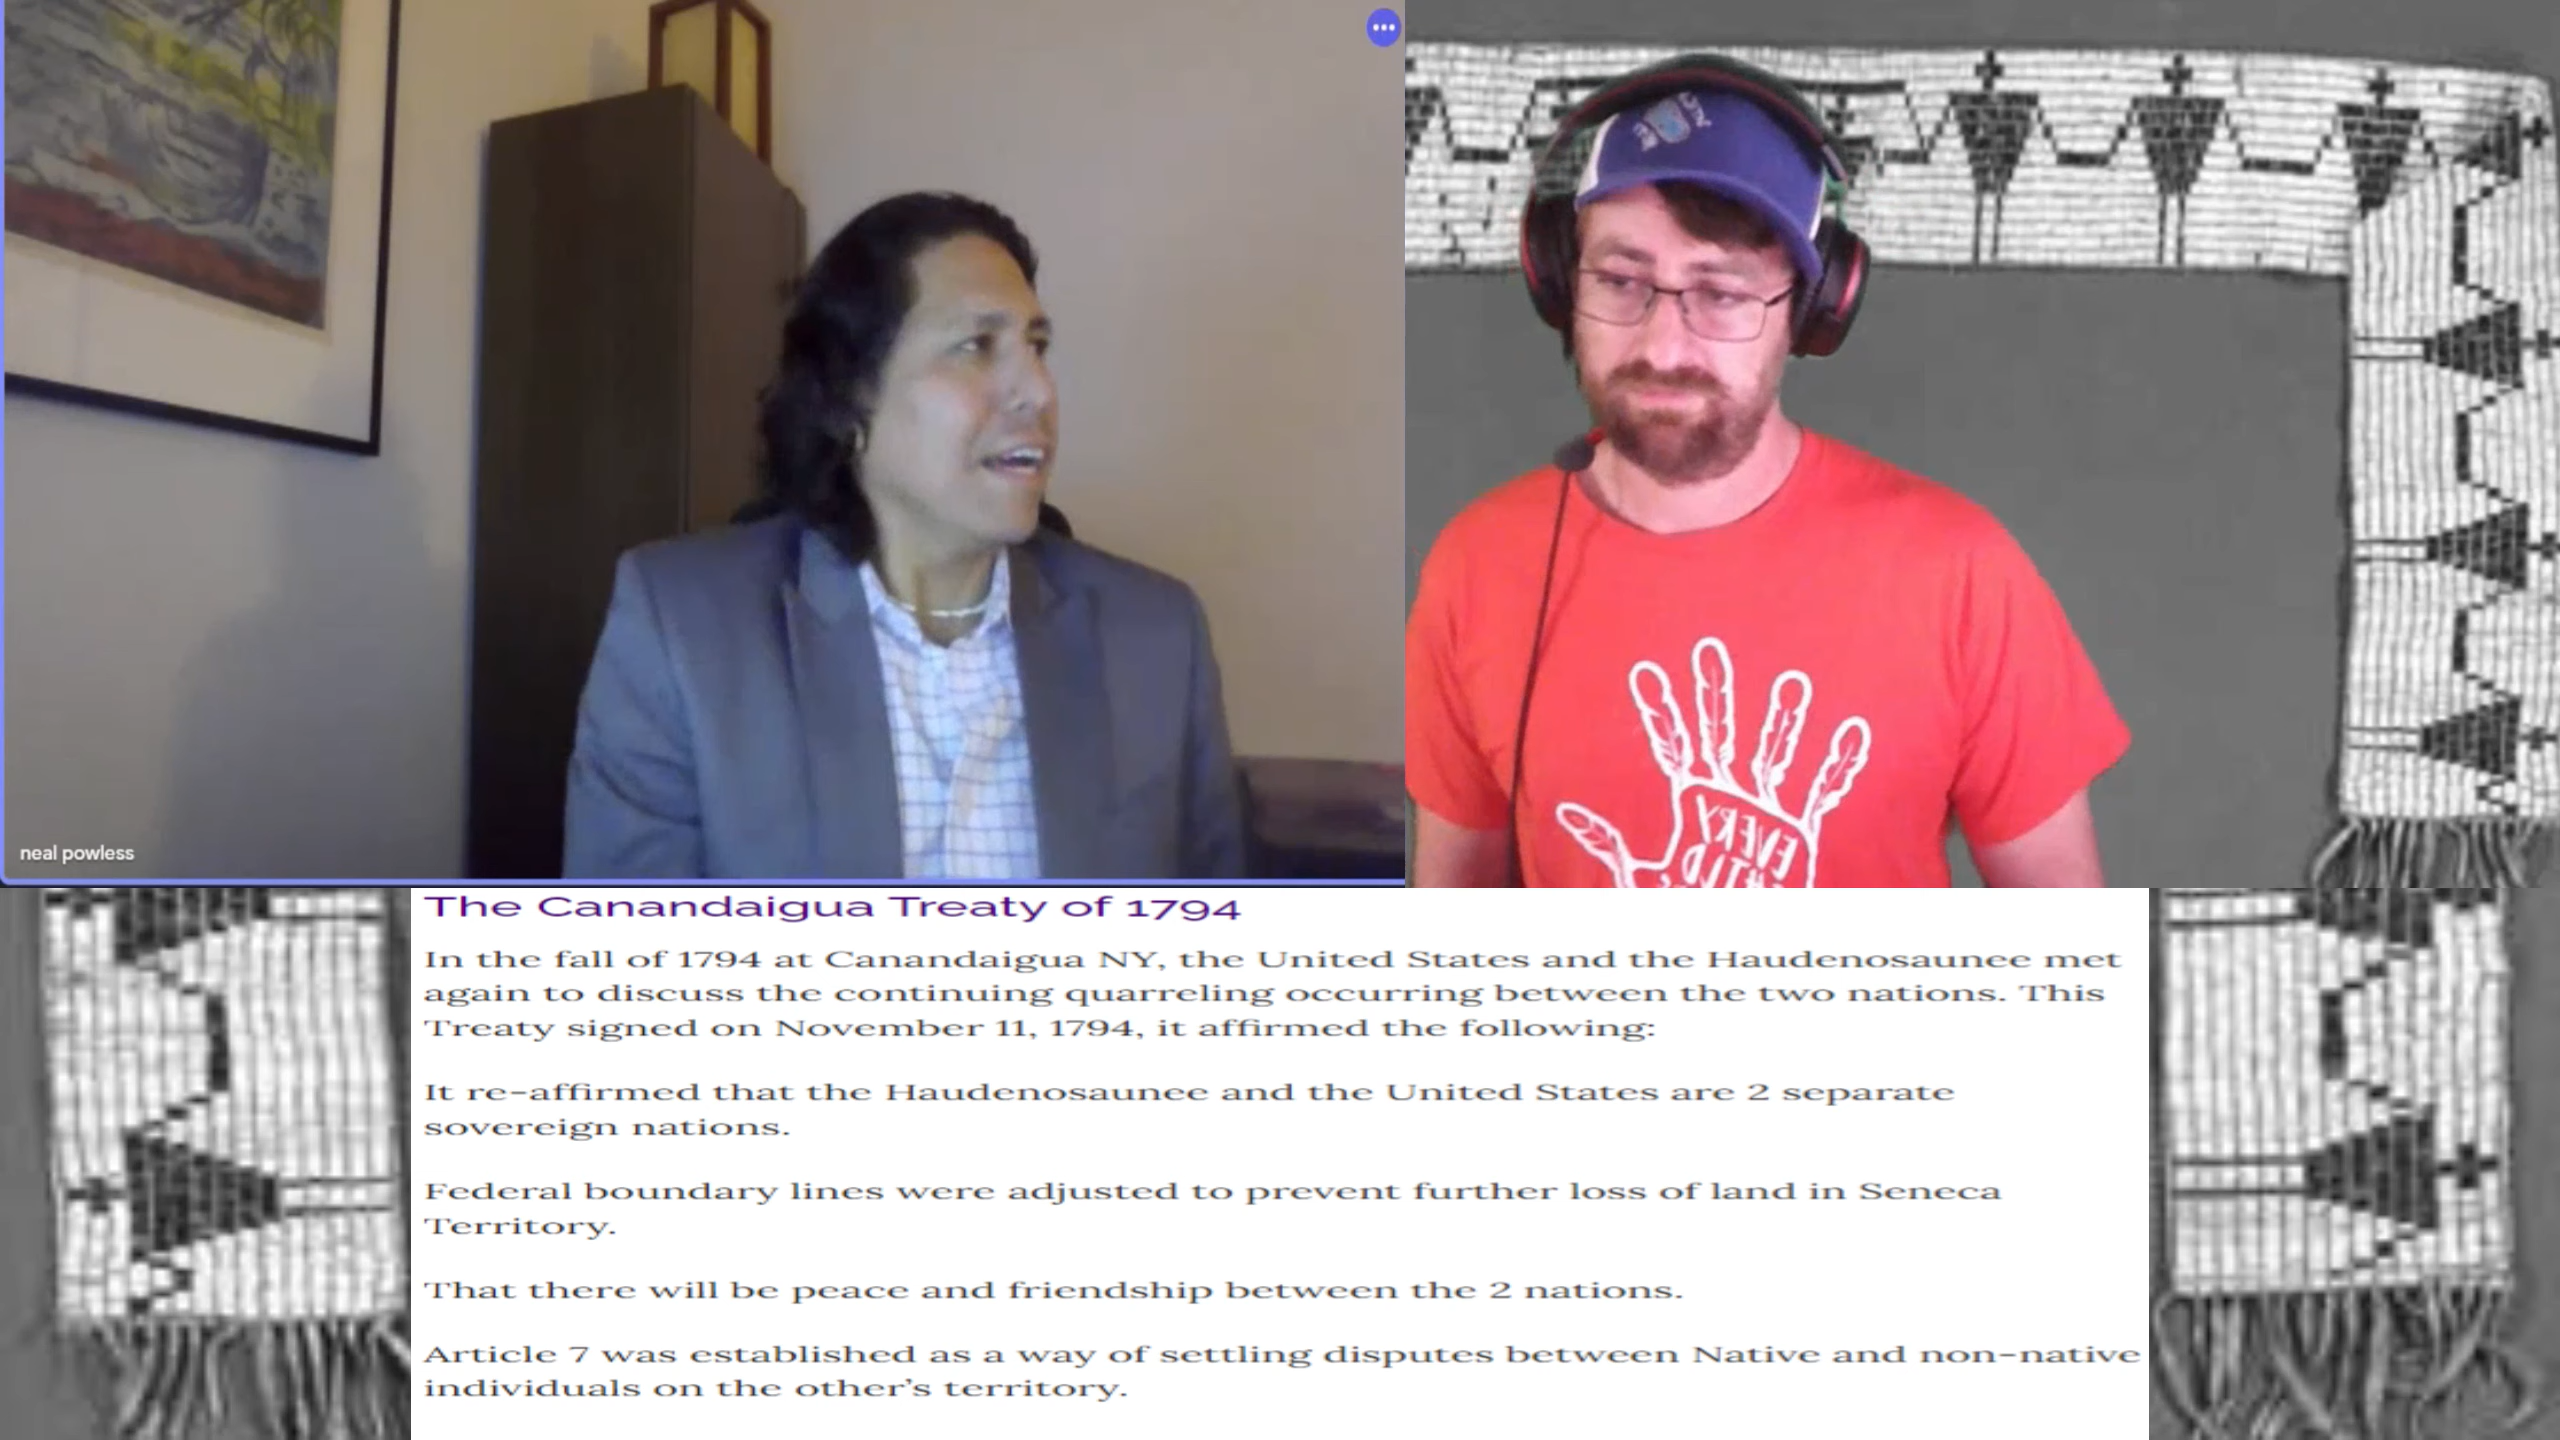 neal powless
EVERY
CHILD
The Canandaigua Treaty of 1794
In the fall of 1794 at Canandaigua NY, the United States and the Haudenosaunee met
again to discuss the continuing quarreling occurring between the two nations. This
Treaty signed on November 11, 1794, it affirmed the following:
It re-affirmed that the Haudenosaunee and the United States are 2 separate
sovereign nations.
Federal boundary lines were adjusted to prevent further loss of land in Seneca
Territory.
That there will be peace and friendship between the 2 nations.
Article 7 was established as a way of settling disputes between Native and non-native
individuals on the other's territory.